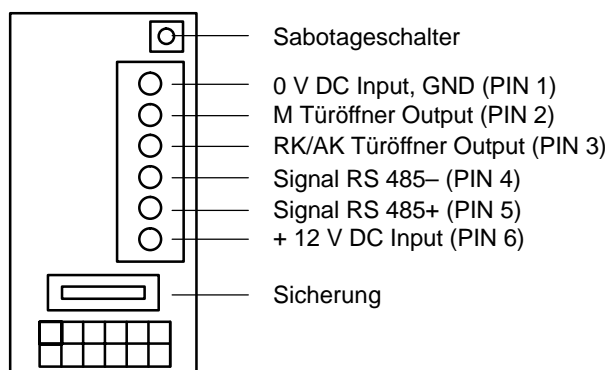 Sabotageschalter
0 V DC Input, GND (PIN 1)
M Türöffner Output (PIN 2)
RK/AK Türöffner Output (PIN 3)
Signal RS 485– (PIN 4)
Signal RS 485+ (PIN 5)
+ 12 V DC Input (PIN 6)
Sicherung